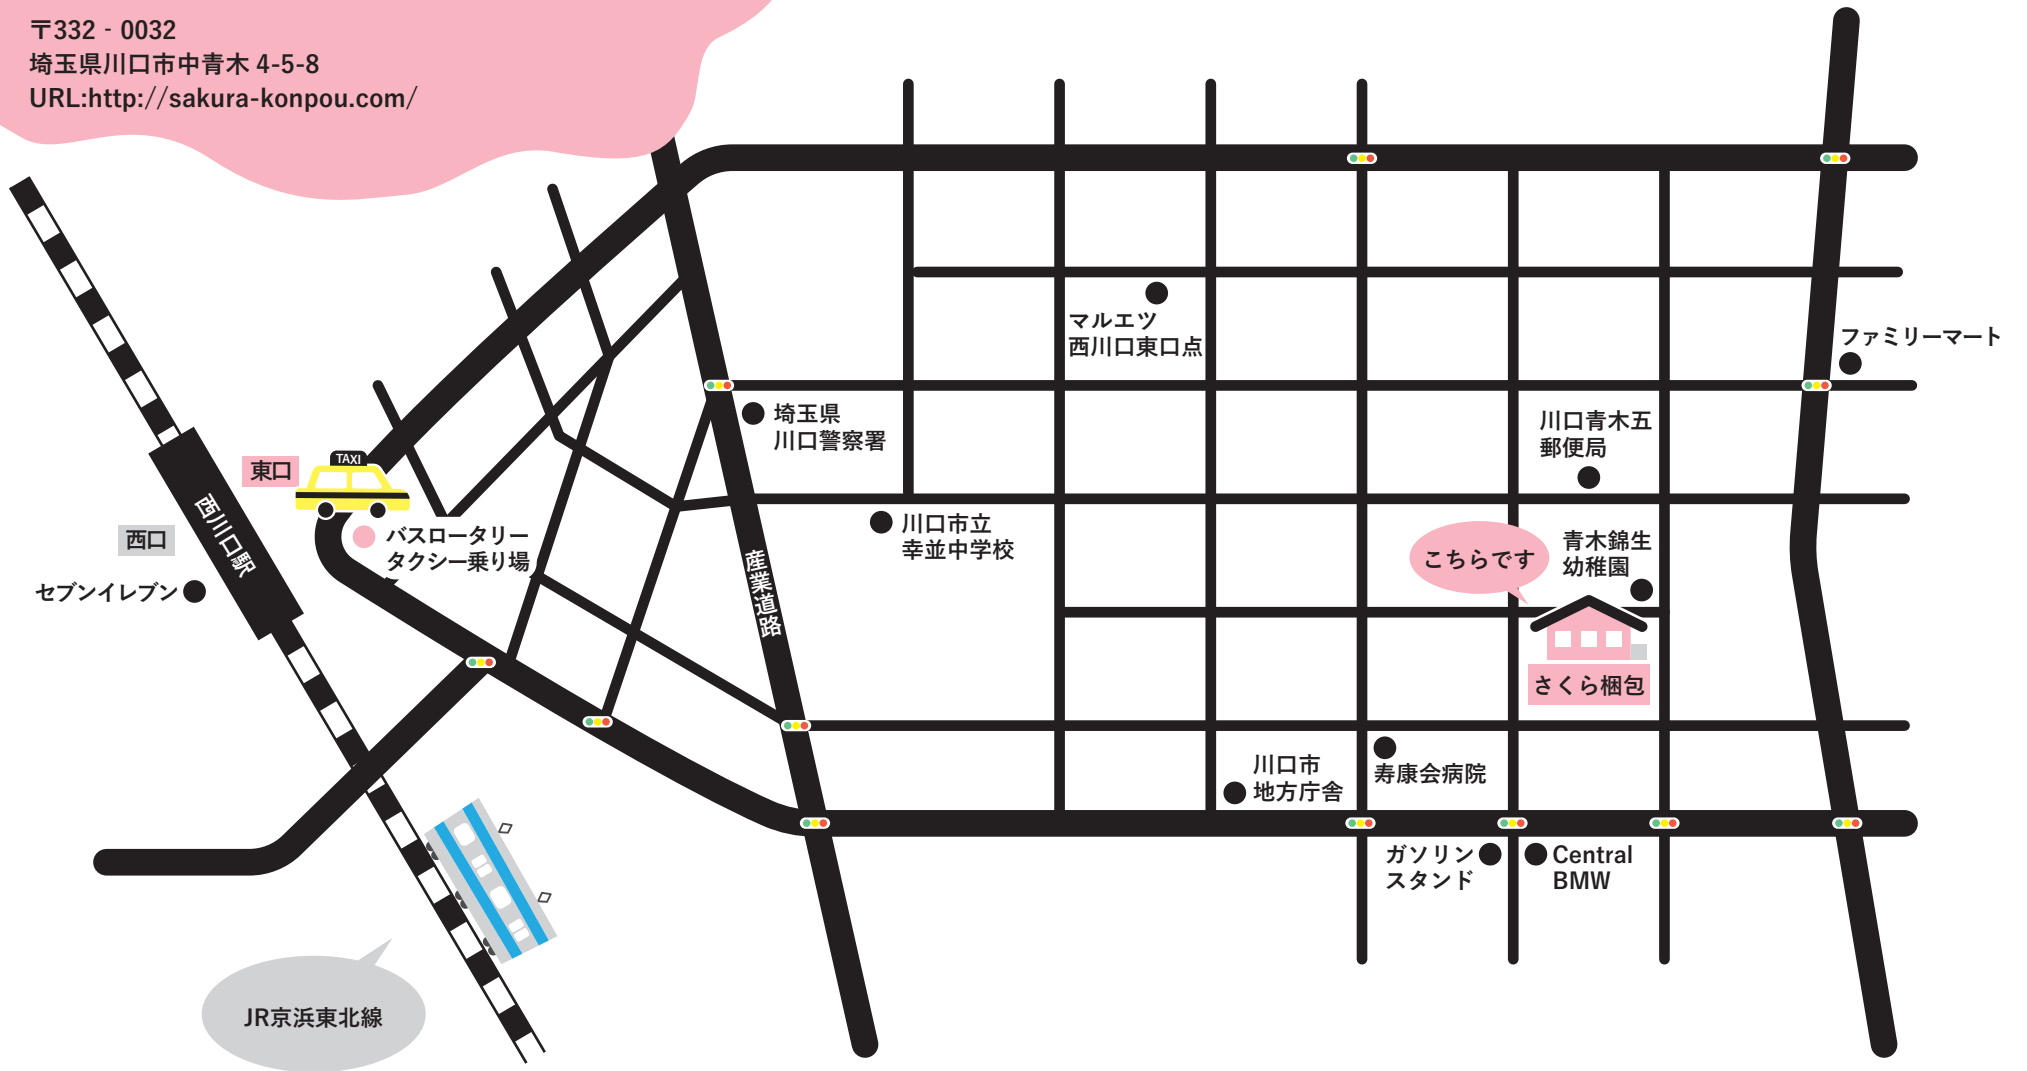 〒332‐0032
埼玉県川口市中青木 4-5-8
URL:http://sakura-konpou.com/
マルエツ
西川口東口点
ファミリーマート
埼玉県
川口警察署
川口青木五
郵便局
東口
TAXI
西川口駅
西口
バスロータリー
タクシー乗り場
川口市立
幸並中学校
産業道路
こちらです
青木錦生
幼稚園
セブンイレブン
さくら梱包
川口市
地方庁舎
寿康会病院
ガソリン
スタンド
Central
BMW
JR京浜東北線